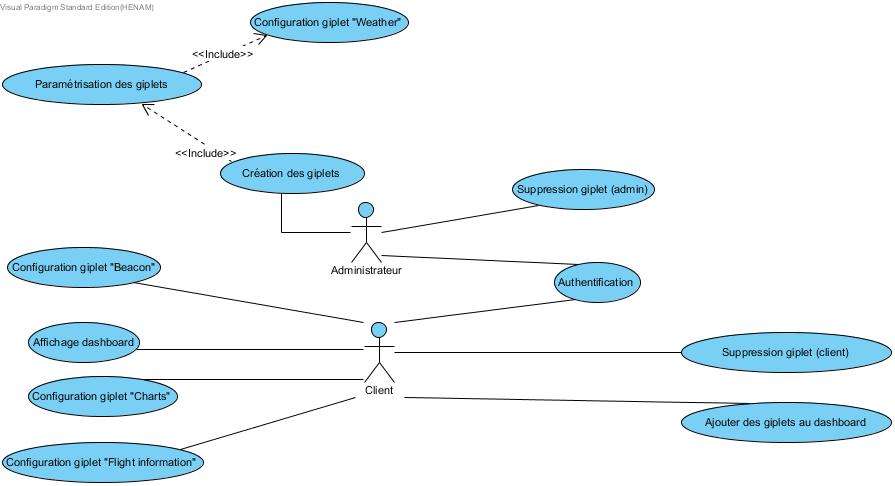 Visual Paradigm Standard Edition(HENAM)
Configuration giplet "Weather"
<<Include>>
Paramétrisation des giplets
<<Include>>
Création des giplets
Suppression giplet (admin)
Administrateur
Configuration giplet "Beacon"
Authentification
Affichage dashboard
Suppression giplet (client)
Client
Configuration giplet "Charts"
Ajouter des giplets au dashboard
Configuration giplet "Flight information"